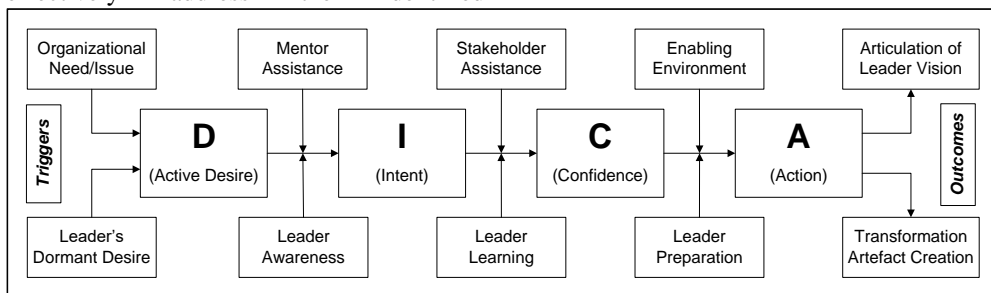 Organizational
Need/Issue
Mentor
Assistance
Stakeholder
Assistance
Enabling
Environment
Articulation of
Leader Vision
Triggers
D
(Active Desire)
I
(Intent)
C
(Confidence)
A
(Action)
Outcomes
Leader's
Dormant Desire
Leader
Awareness
Leader
Learning
Leader
Preparation
Transformation
Artefact Creation